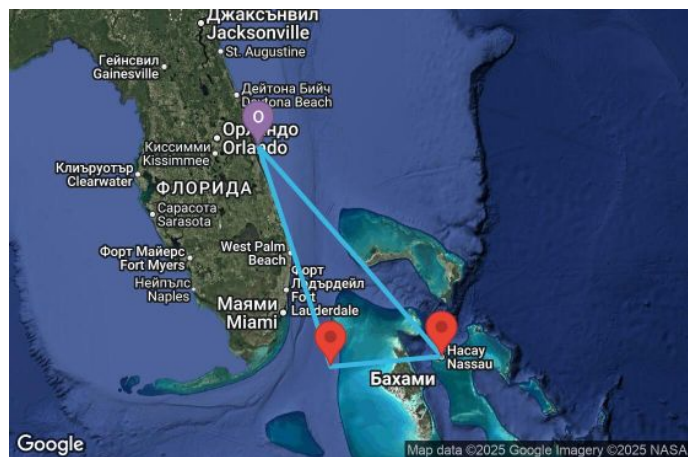 Джаксънвил
Jacksonville
St. Augustine
Гейнсвил
Gainesville
Дейтона Бийч
Daytona Beach
O
Орландо
Orlando
Киссимми
Kissimmee
Клиъруотър
Clearwater
ФЛОРИДА
Сарасота
Sarasota
West Palm
Beach
Форт Майерс
Fort Myers
Форт
Лодърдейл
Fort
Lauderdale
Нейпълс
Naples
Маями
Miami
Насау
Nassau
Бахами
Google
Map data ©2025 Google Imagery ©2025 NASA